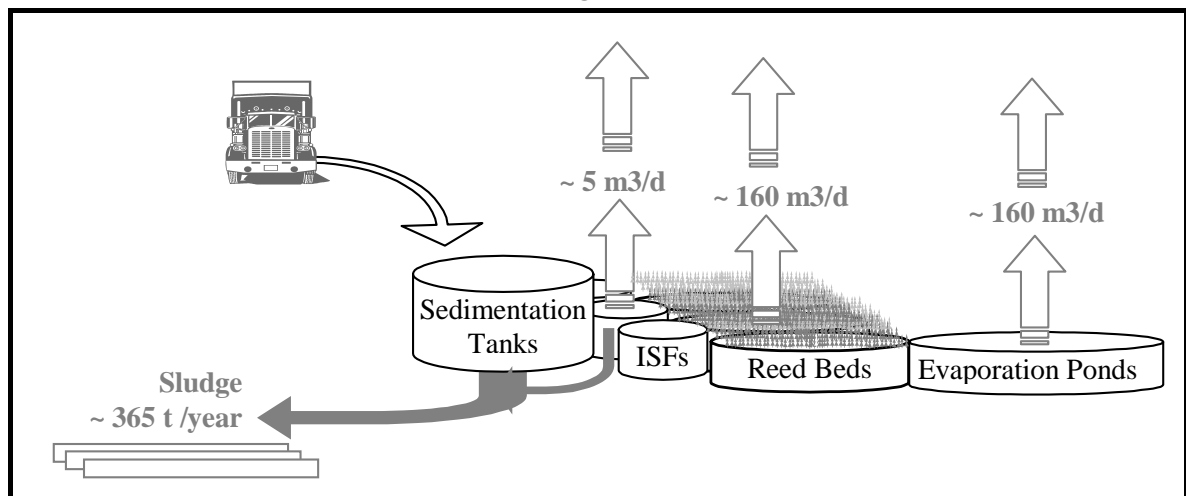 ~ 5 m3/d
~ 160 m3/d
~ 160 m3/d
Sedimentation
Tanks
ISFs
Reed Beds
Evaporation Ponds
Sludge
~ 365 t /year